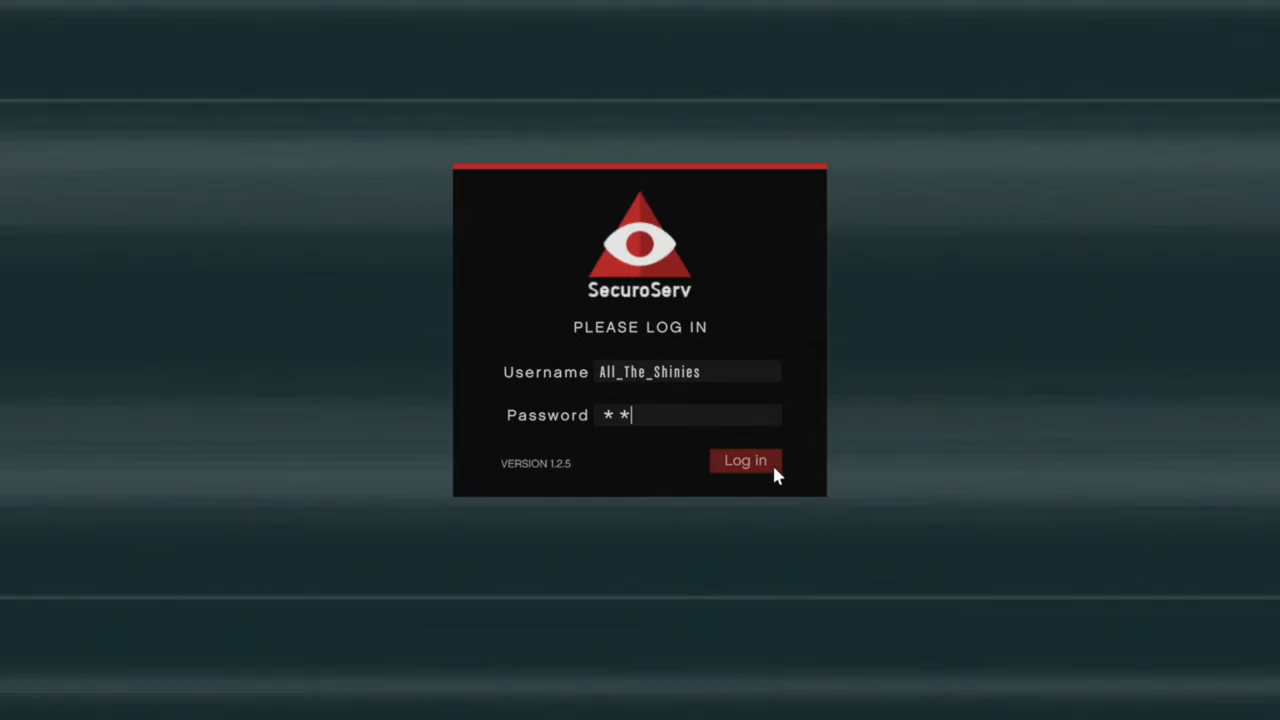 SecuroServ
PLEASE LOG IN
Username All_The_Shinies
Password **
VERSION 1.2.5 Log in